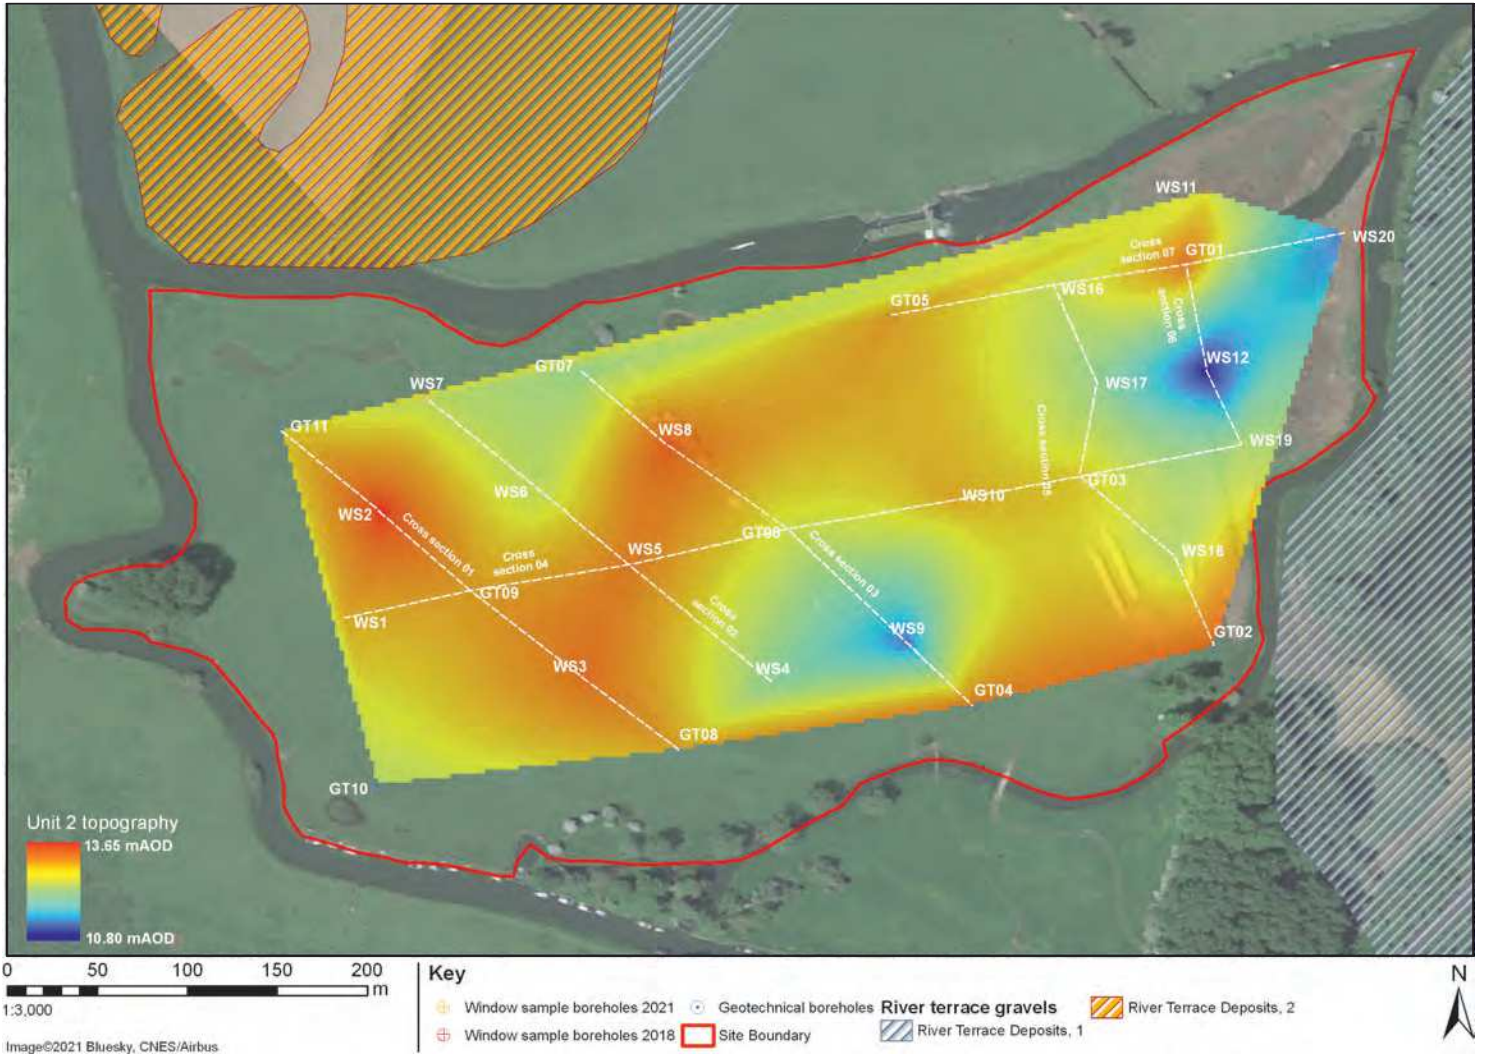 WS11
WS20
Cross
section 07
GT01
GT05
WS16
Cross
section 06
WS12
GT07
WS7
WS17
GT11
WS8
WS19
Cross section 05
GT03
WS6
WS10
WS2
Cross section 01
GT06
Cross section 03
Cross
section 04
WS5
WS18
GT09
WS1
Cross
section 02
WS9
GT02
WS3
WS4
GT04
GT08
GT10
Unit 2 topography
13.65 mAOD
10.80 mAOD
0 50 100 150 200
m
1:3,000
Image©2021 Bluesky, CNES/Airbus
Key
Window sample boreholes 2021
Window sample boreholes 2018
Geotechnical boreholes
Site Boundary
River terrace gravels
River Terrace Deposits, 1
River Terrace Deposits, 2
N